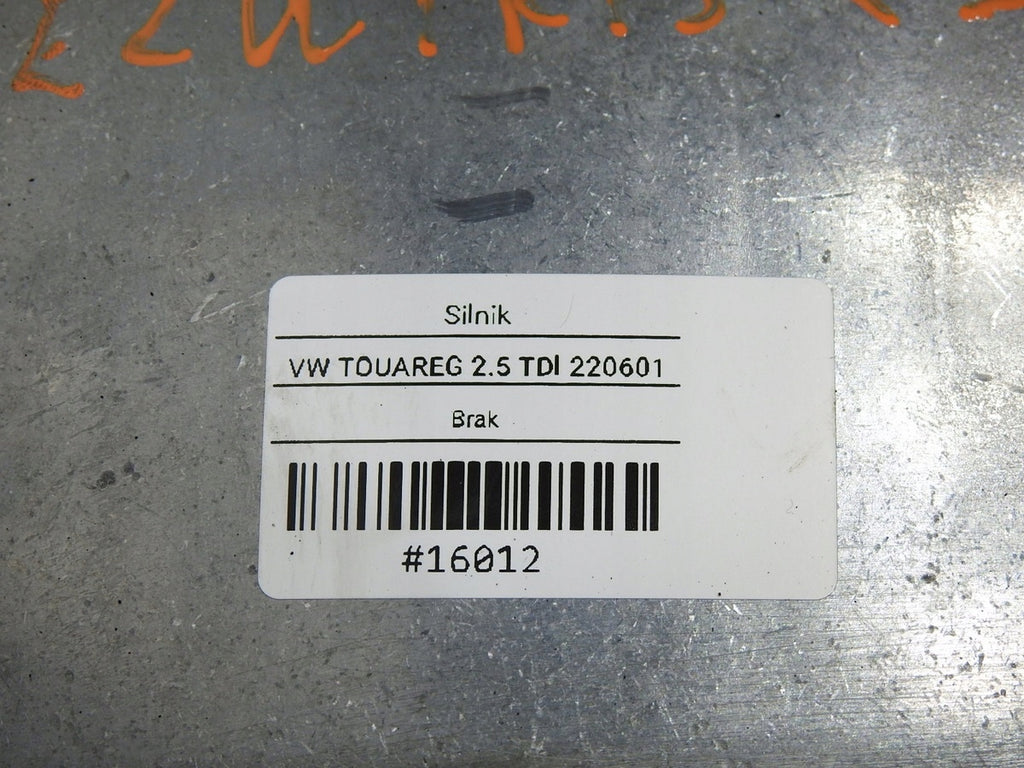 Silnik
VW TOUAREG 2.5 TDI 220601
Brak
#16012